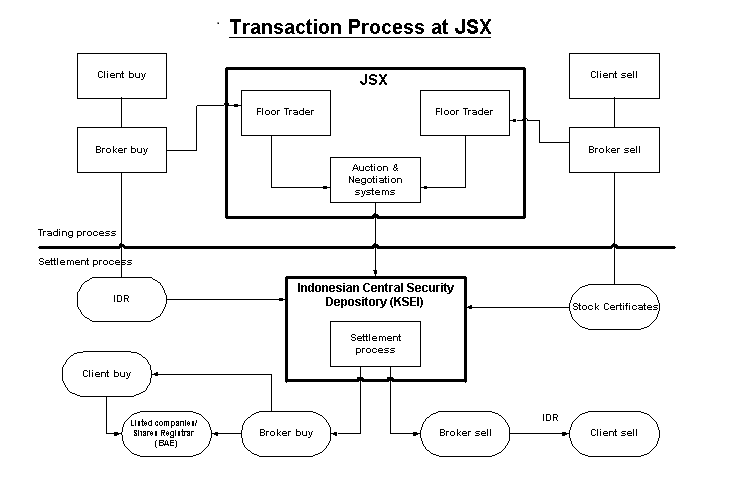 Transaction Process at JSX
Client buy
JSX
Client sell
Floor Trader
Floor Trader
Broker buy
Auction &
Negotiation
systems
Broker sell
Trading process
Settlement process
IDR
Indonesian Central Security
Depository (KSEI)
Stock Certificates
Settlement
process
Client buy
Listed companies/
Shares Registrar
(BAE)
Broker buy
Broker sell
IDR
Client sell